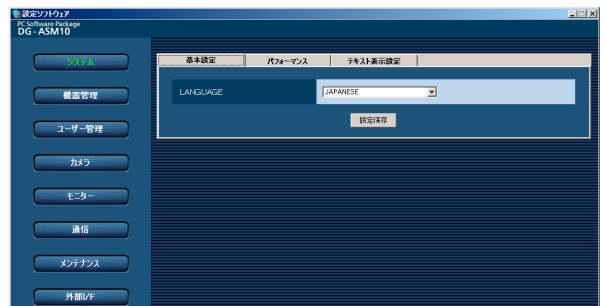 設定ソフトウェア
PC Software Package
DG-ASM10
システム
機器管理
ユーザー管理
カメラ
モニター
通信
メンテナンス
外部I/F
基本設定 パフォーマンス テキスト表示設定
LANGUAGE JAPANESE
設定保存